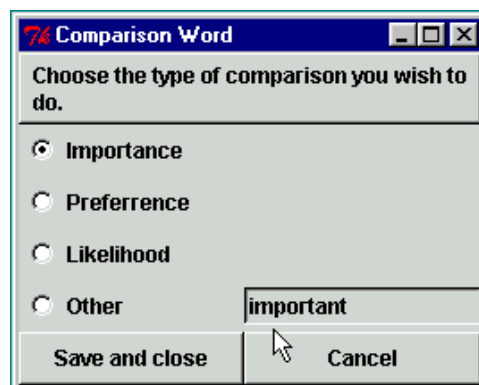 Comparison Word
Choose the type of comparison you wish to
do.
Importance
Preferrence
Likelihood
Other important
Save and close Cancel